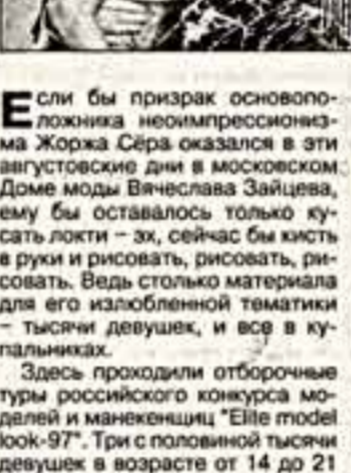 Если бы призрак основополо-
ложника неоимпрессиониз-
ма Жоржа Сёра оказался в эти
августовские дни в московском
Доме моды Вячеслава Зайцева,
ему бы оставалось только ку-
сать локти – эх, сейчас бы кисть
в руки и рисовать, рисовать, ри-
совать. Ведь столько материала
для его излюбленной тематики
– тысячи девушек, и все в ку-
пальниках.
Здесь проходили отборочные
туры российского конкурса мо-
делей и манекенщиц "Elite model
look-97". Три с половиной тысячи
девушек в возрасте от 14 до 21